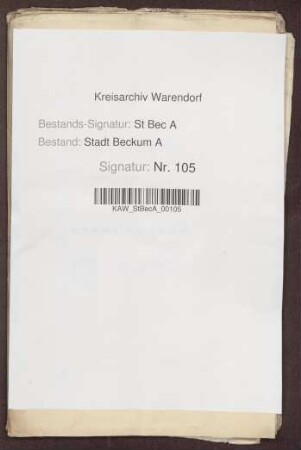 Kreisarchiv Warendorf
Bestands-Signatur: St Bec A
Bestand: Stadt Beckum A
Signatur: Nr. 105
KAW_StBecA_00105